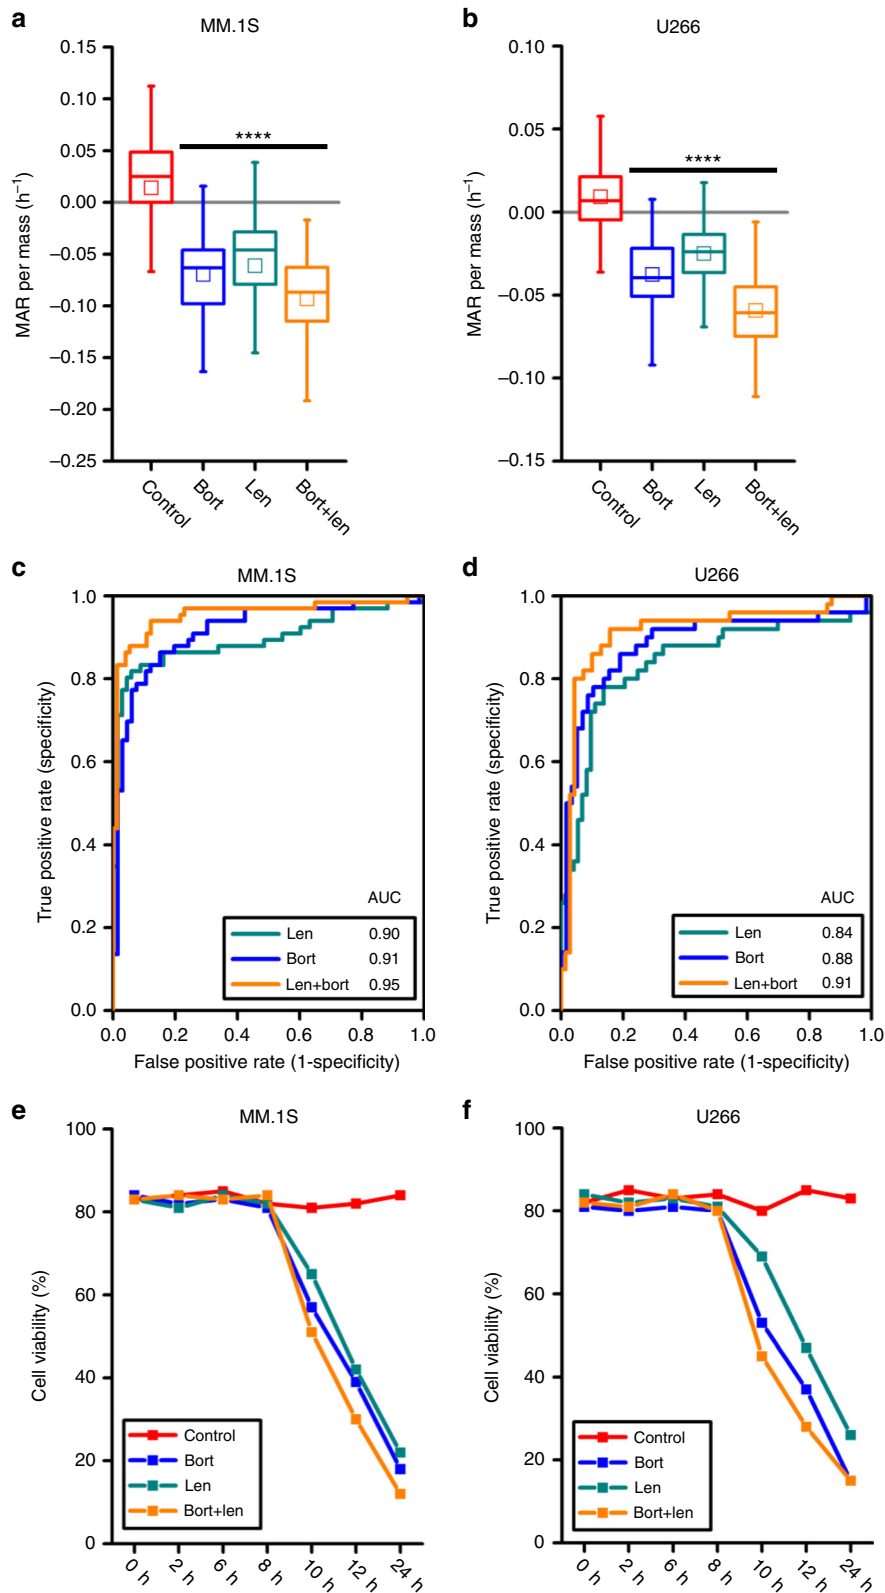 a
MM.1S
MAR per mass (h⁻¹)
0.15
0.10
0.05
0.00
–0.05
–0.10
–0.15
–0.20
–0.25
****
Control
Bort
Len
Bort+len
b
U266
MAR per mass (h⁻¹)
0.10
0.05
0.00
–0.05
–0.10
–0.15
****
Control
Bort
Len
Bort+len
c
MM.1S
True positive rate (specificity)
1.0
0.8
0.6
0.4
0.2
0.0
AUC
Len 0.90
Bort 0.91
Len+bort 0.95
0.0 0.2 0.4 0.6 0.8 1.0
False positive rate (1-specificity)
d
U266
True positive rate (specificity)
1.0
0.8
0.6
0.4
0.2
0.0
AUC
Len 0.84
Bort 0.88
Len+bort 0.91
0.0 0.2 0.4 0.6 0.8 1.0
False positive rate (1-specificity)
e
MM.1S
Cell viability (%)
100
80
60
40
20
0
Control
Bort
Len
Bort+len
0 h 2 h 6 h 8 h 10 h 12 h 24 h
f
U266
Cell viability (%)
100
80
60
40
20
0
Control
Bort
Len
Bort+len
0 h 2 h 6 h 8 h 10 h 12 h 24 h